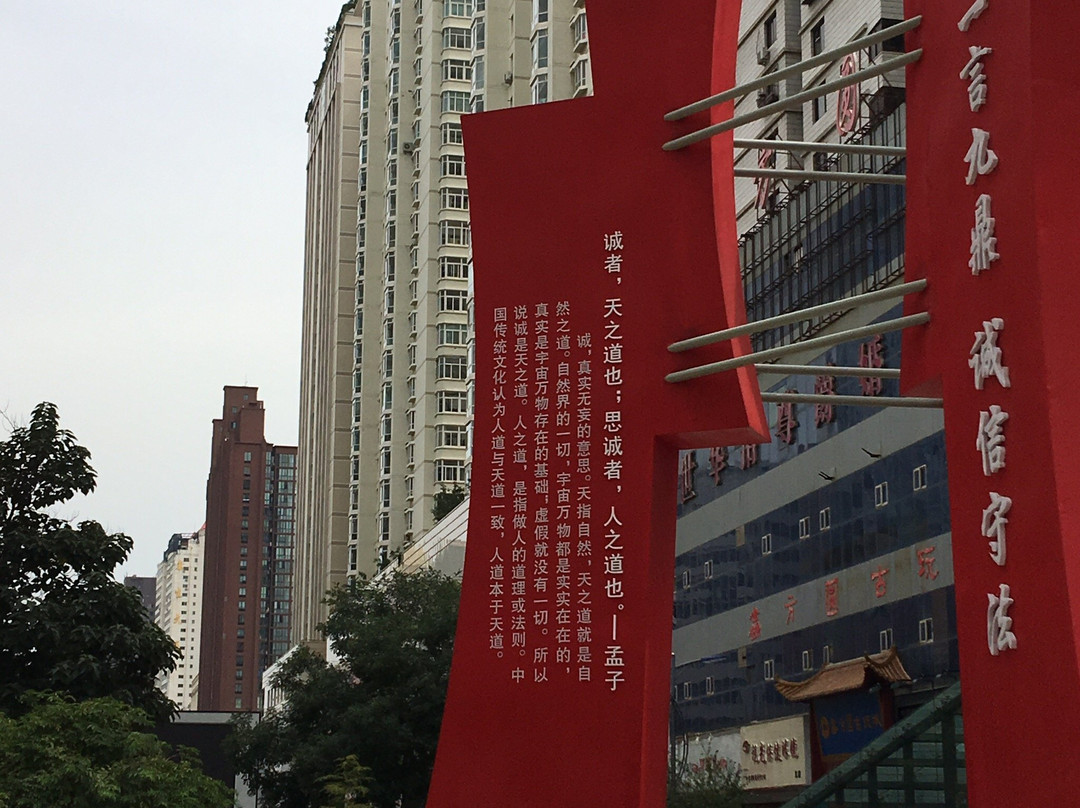 言九鼎 诚信守法
诚者，天之道也；思诚者，人之道也。——孟子
诚，真实无妄的意思。天指自然，天之道就是自
然之道。自然界的一切，宇宙万物都是实实在在的，
真实是宇宙万物存在的基础；虚假就没有一切。所以
说诚是天之道。人之道，是指做人的道理或法则。中
国传统文化认为人道与天道一致，人道本于天道。
古玩